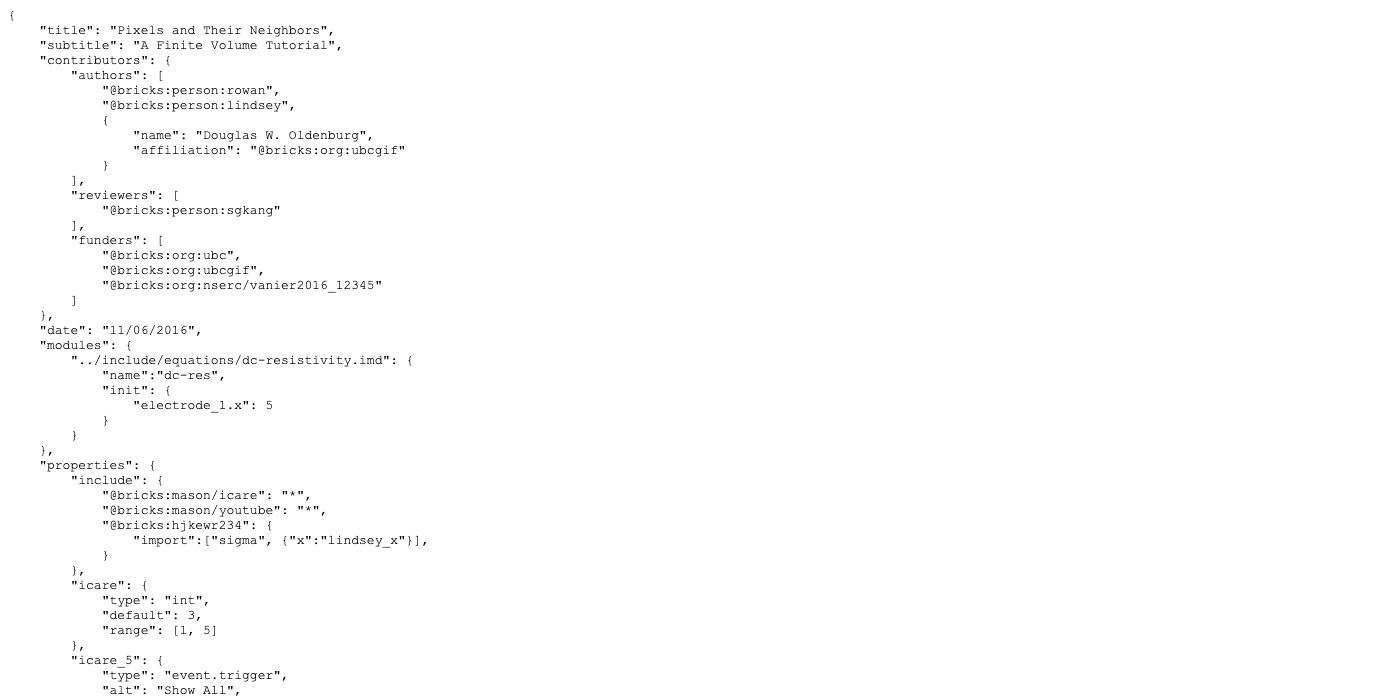 {
    "title": "Pixels and Their Neighbors",
    "subtitle": "A Finite Volume Tutorial",
    "contributors": {
        "authors": [
            "@bricks:person:rowan",
            "@bricks:person:lindsey",
            {
                "name": "Douglas W. Oldenburg",
                "affiliation": "@bricks:org:ubcgif"
            }
        ],
        "reviewers": [
            "@bricks:person:sgkang"
        ],
        "funders": [
            "@bricks:org:ubc",
            "@bricks:org:ubcgif",
            "@bricks:org:nserc/vanier2016_12345"
        ]
    },
    "date": "11/06/2016",
    "modules": {
        "../include/equations/dc-resistivity.imd": {
            "name":"dc-res",
            "init": {
                "electrode_1.x": 5
            }
        }
    },
    "properties": {
        "include": {
            "@bricks:mason/icare": "*",
            "@bricks:mason/youtube": "*",
            "@bricks:hjkewr234": {
                "import":["sigma", {"x":"lindsey_x"}],
            }
        },
        "icare": {
            "type": "int",
            "default": 3,
            "range": [1, 5]
        },
        "icare_5": {
            "type": "event.trigger",
            "alt": "Show All",